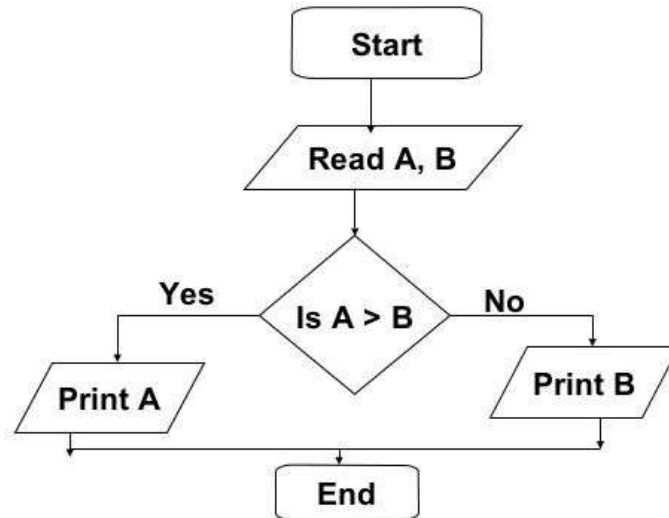 Start
Read A, B
Is A > B
Yes
No
Print A
Print B
End